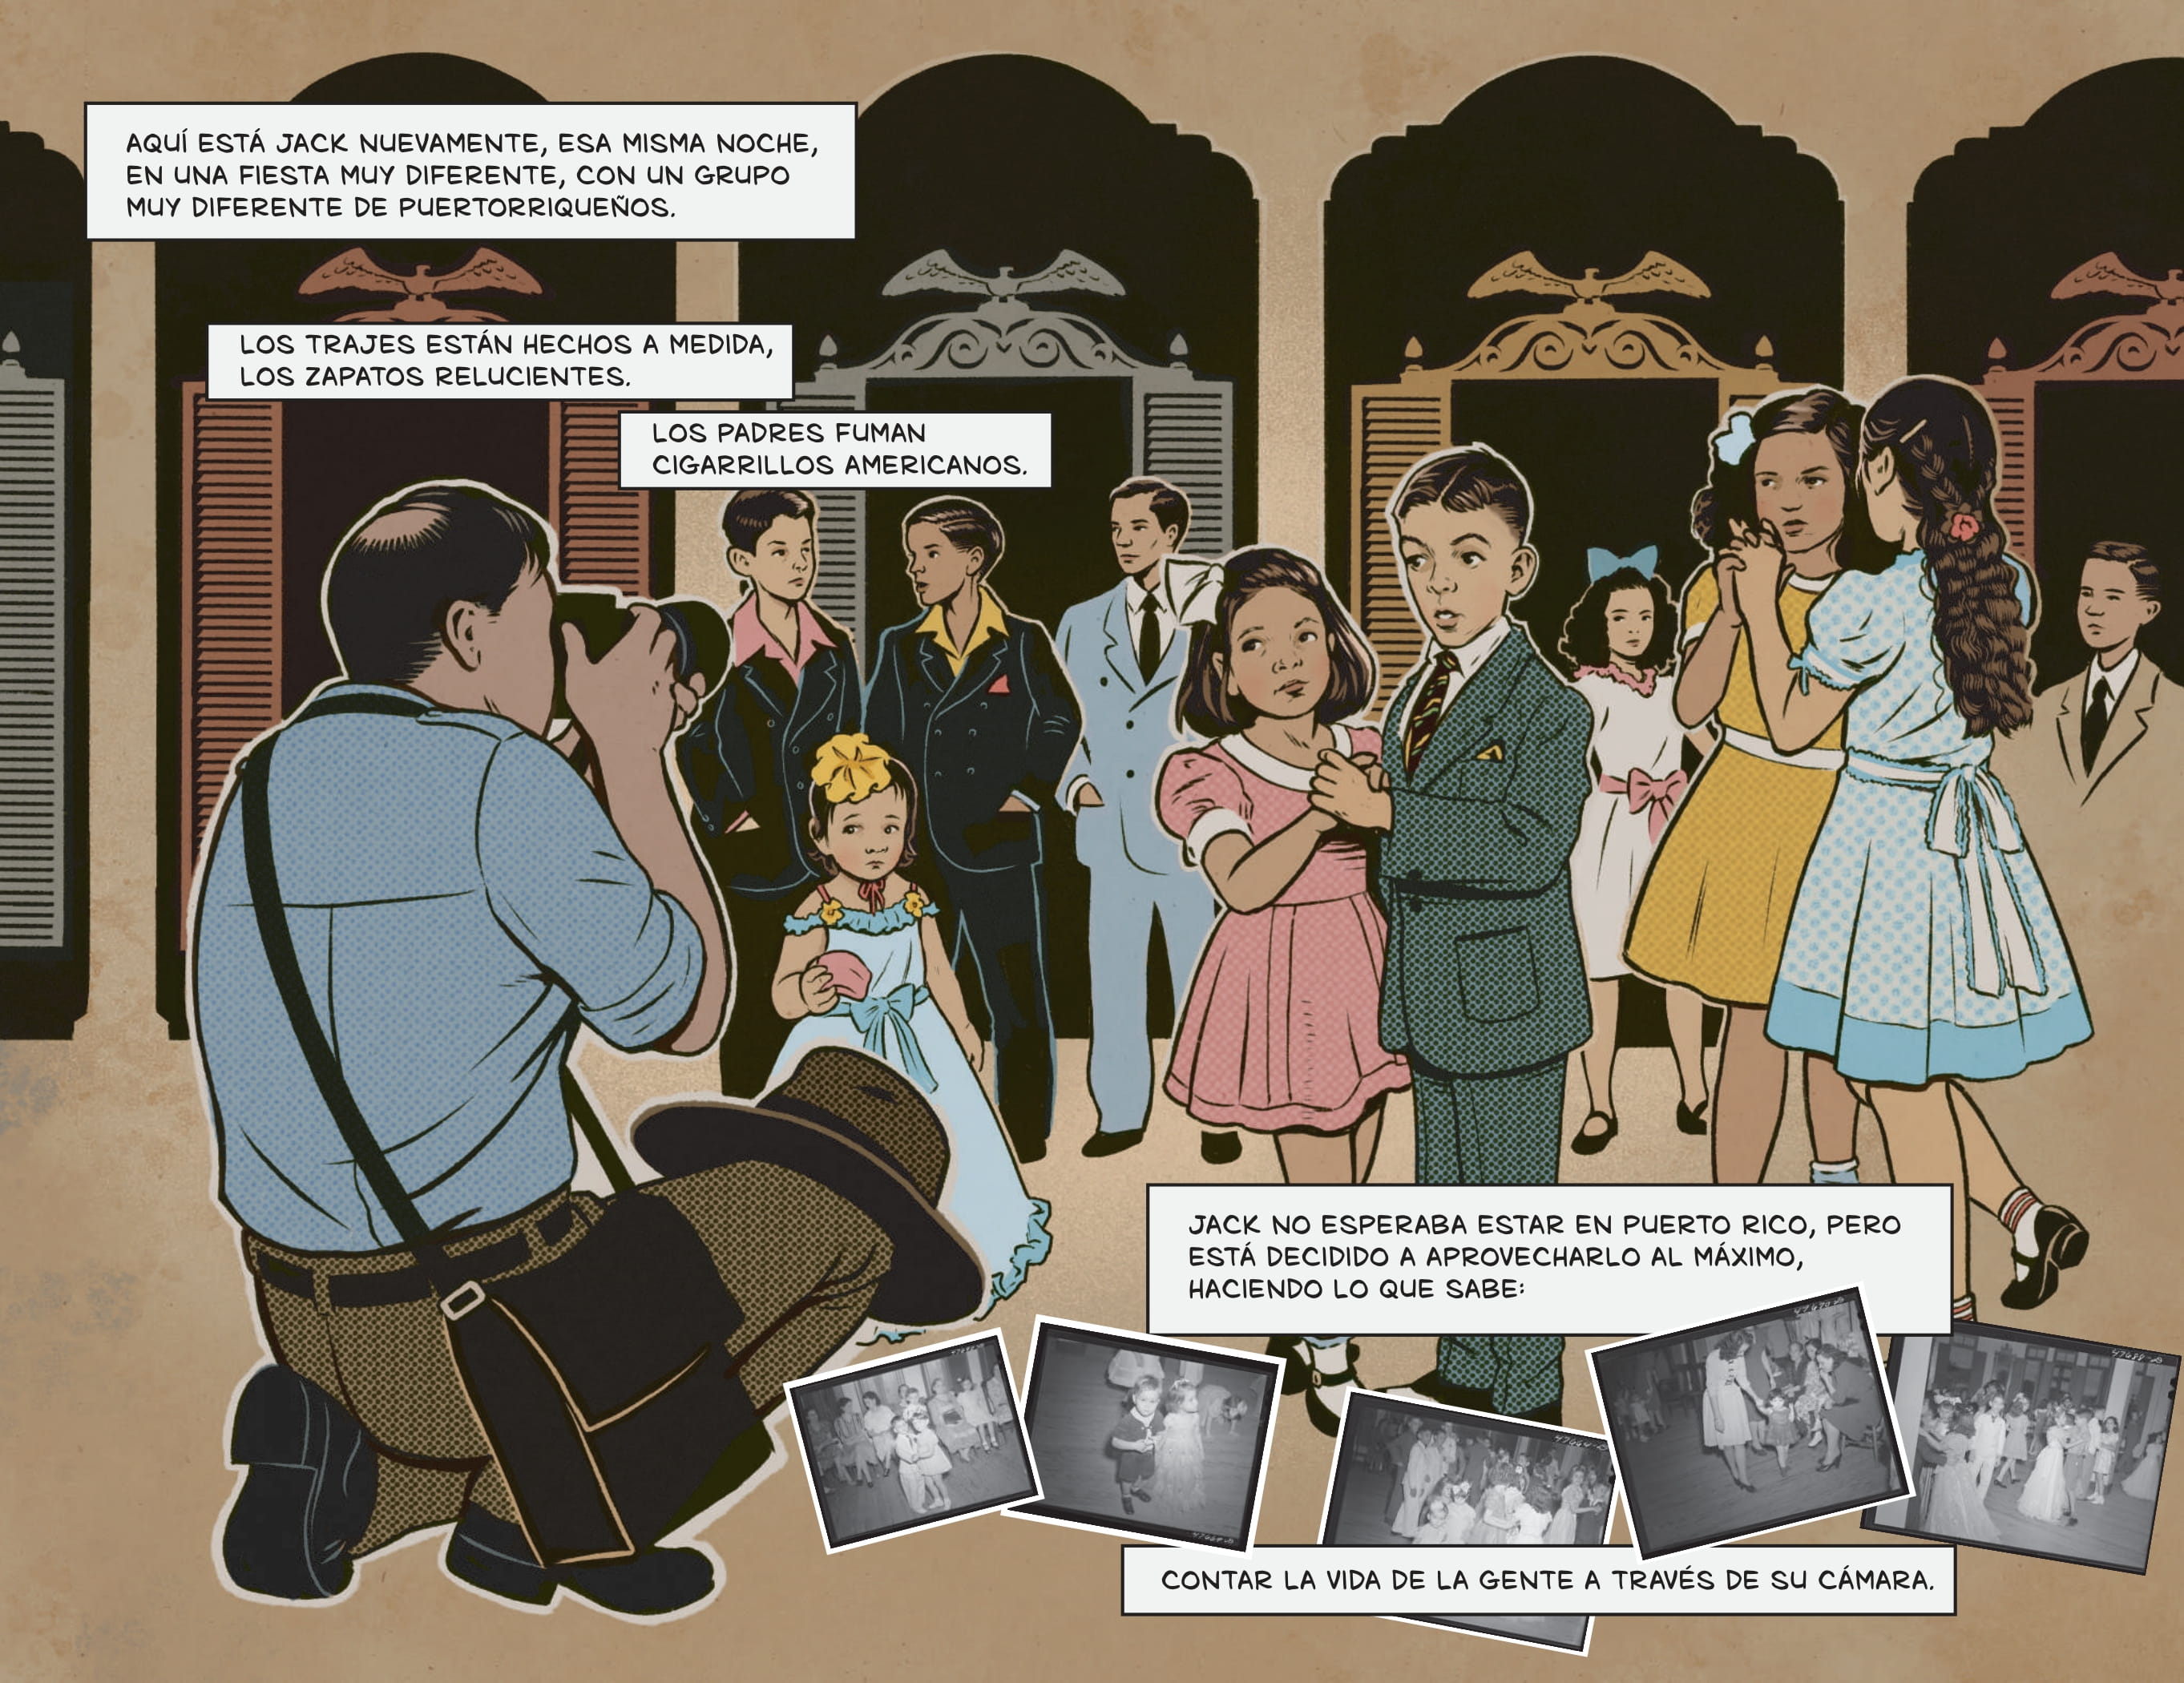 AQUÍ ESTÁ JACK NUEVAMENTE, ESA MISMA NOCHE,
EN UNA FIESTA MUY DIFERENTE, CON UN GRUPO
MUY DIFERENTE DE PUERTORRIQUEÑOS.
LOS TRAJES ESTÁN HECHOS A MEDIDA,
LOS ZAPATOS RELUCIENTES.
LOS PADRES FUMAN
CIGARRILLOS AMERICANOS.
JACK NO ESPERABA ESTAR EN PUERTO RICO, PERO
ESTÁ DECIDIDO A APROVECHARLO AL MÁXIMO,
HACIENDO LO QUE SABE:
CONTAR LA VIDA DE LA GENTE A TRAVÉS DE SU CÁMARA.